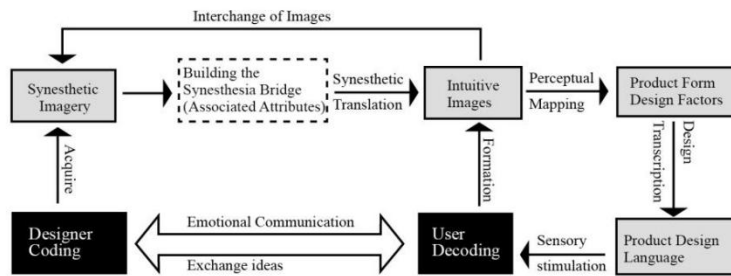 Interchange of Images
Synesthetic
Imagery
Building the
Synesthesia Bridge
(Associated Attributes)
Synesthetic
Translation
Intuitive
Images
Perceptual
Mapping
Product Form
Design Factors
Acquire
Formation
Design
Transcription
Designer
Coding
Emotional Communication
Exchange ideas
User
Decoding
Sensory
stimulation
Product Design
Language